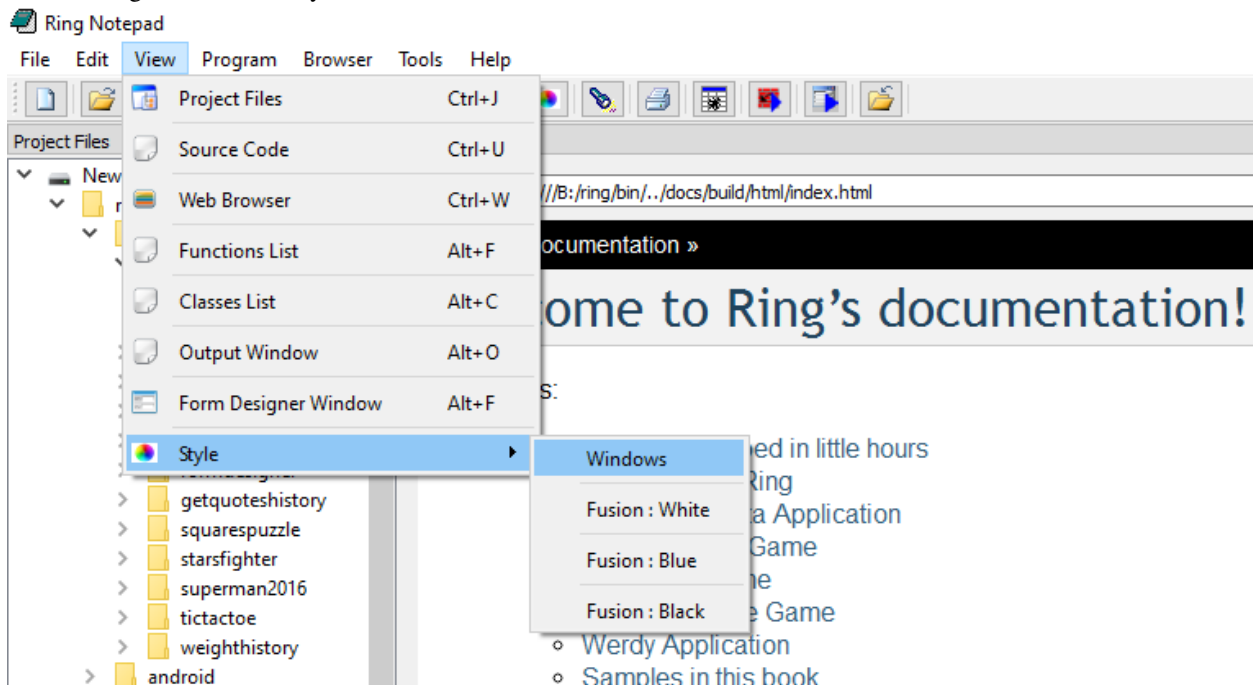 Ring Notepad
File Edit View Program Browser Tools Help
Project Files
Project Files Ctrl+J
Source Code Ctrl+U
Web Browser Ctrl+W
Functions List Alt+F
Classes List Alt+C
Output Window Alt+O
Form Designer Window Alt+F
Style
Windows
Fusion : White
Fusion : Blue
Fusion : Black
New
getquoteshistory
squarespuzzle
starsfighter
superman2016
tictactoe
weighthistory
android
///B:/ring/bin/../docs/build/html/index.html
ocumentation »
ome to Ring's documentation!
s:
ed in little hours
Ring
a Application
Game
e Game
Werdy Application
Samples in this book